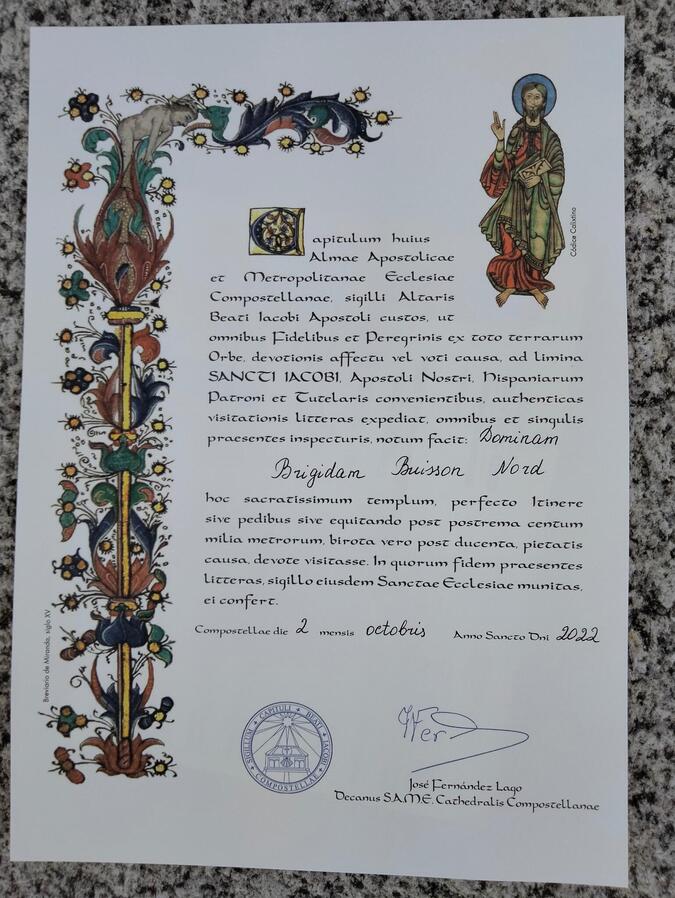 Capitulum huius
Almae Apostolicae
et Metropolitanae Ecclesiae
Compostellanae, sigilli Altaris
Beati Iacobi Apostoli custos, ut
omnibus Fidelibus et Peregrinis ex toto terrarum
Orbe, devotionis affectu vel voti causa, ad limina
SANCTI IACOBI, Apostoli Nostri, Hispaniarum
Patroni et Tutelaris convenientibus, authenticas
visitationis litteras expediat, omnibus et singulis
praesentes inspecturis, notum facit: Dominam
Brigidam Buisson Nord
hoc sacratissimum templum, perfecto Itinere
sive pedibus sive equitando post postrema centum
milia metrorum, birota vero post ducenta, pietatis
causa, devote visitasse. In quorum fidem praesentes
litteras, sigillo eiusdem Sanctae Ecclesiae munitas,
ei confert.
Compostellae die 2 mensis octobris Anno Sancto Dni 2022
SIGILLUM CAPITULI BEATI IACOBI COMPOSTELLAE
José Fernández Lago
Decanus S.A.M.E. Cathedralis Compostellanae
Códice Calixtino
Breviario de Miranda, siglo XV